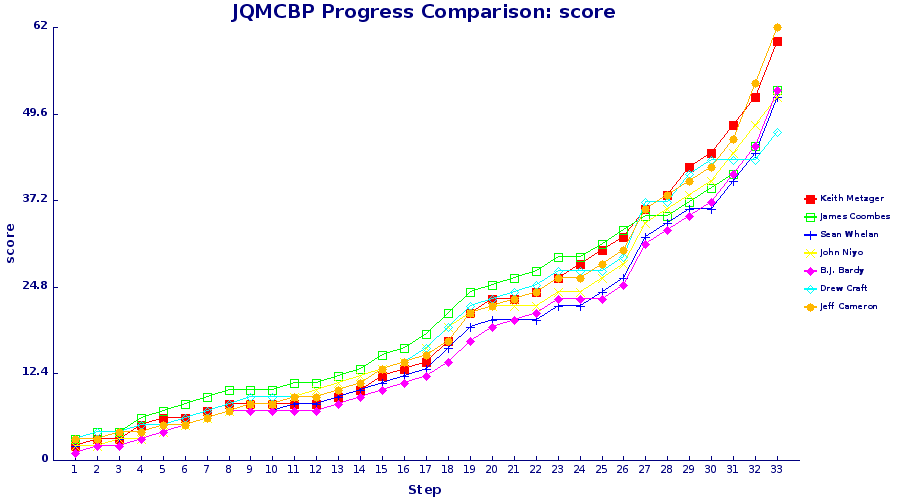 JQMCBP Progress Comparison: score
62
49.6
37.2
24.8
12.4
0
score
1 2 3 4 5 6 7 8 9 10 11 12 13 14 15 16 17 18 19 20 21 22 23 24 25 26 27 28 29 30 31 32 33
Step
Keith Metzger
James Coombes
Sean Whelan
John Niyo
B.J. Bardy
Drew Craft
Jeff Cameron